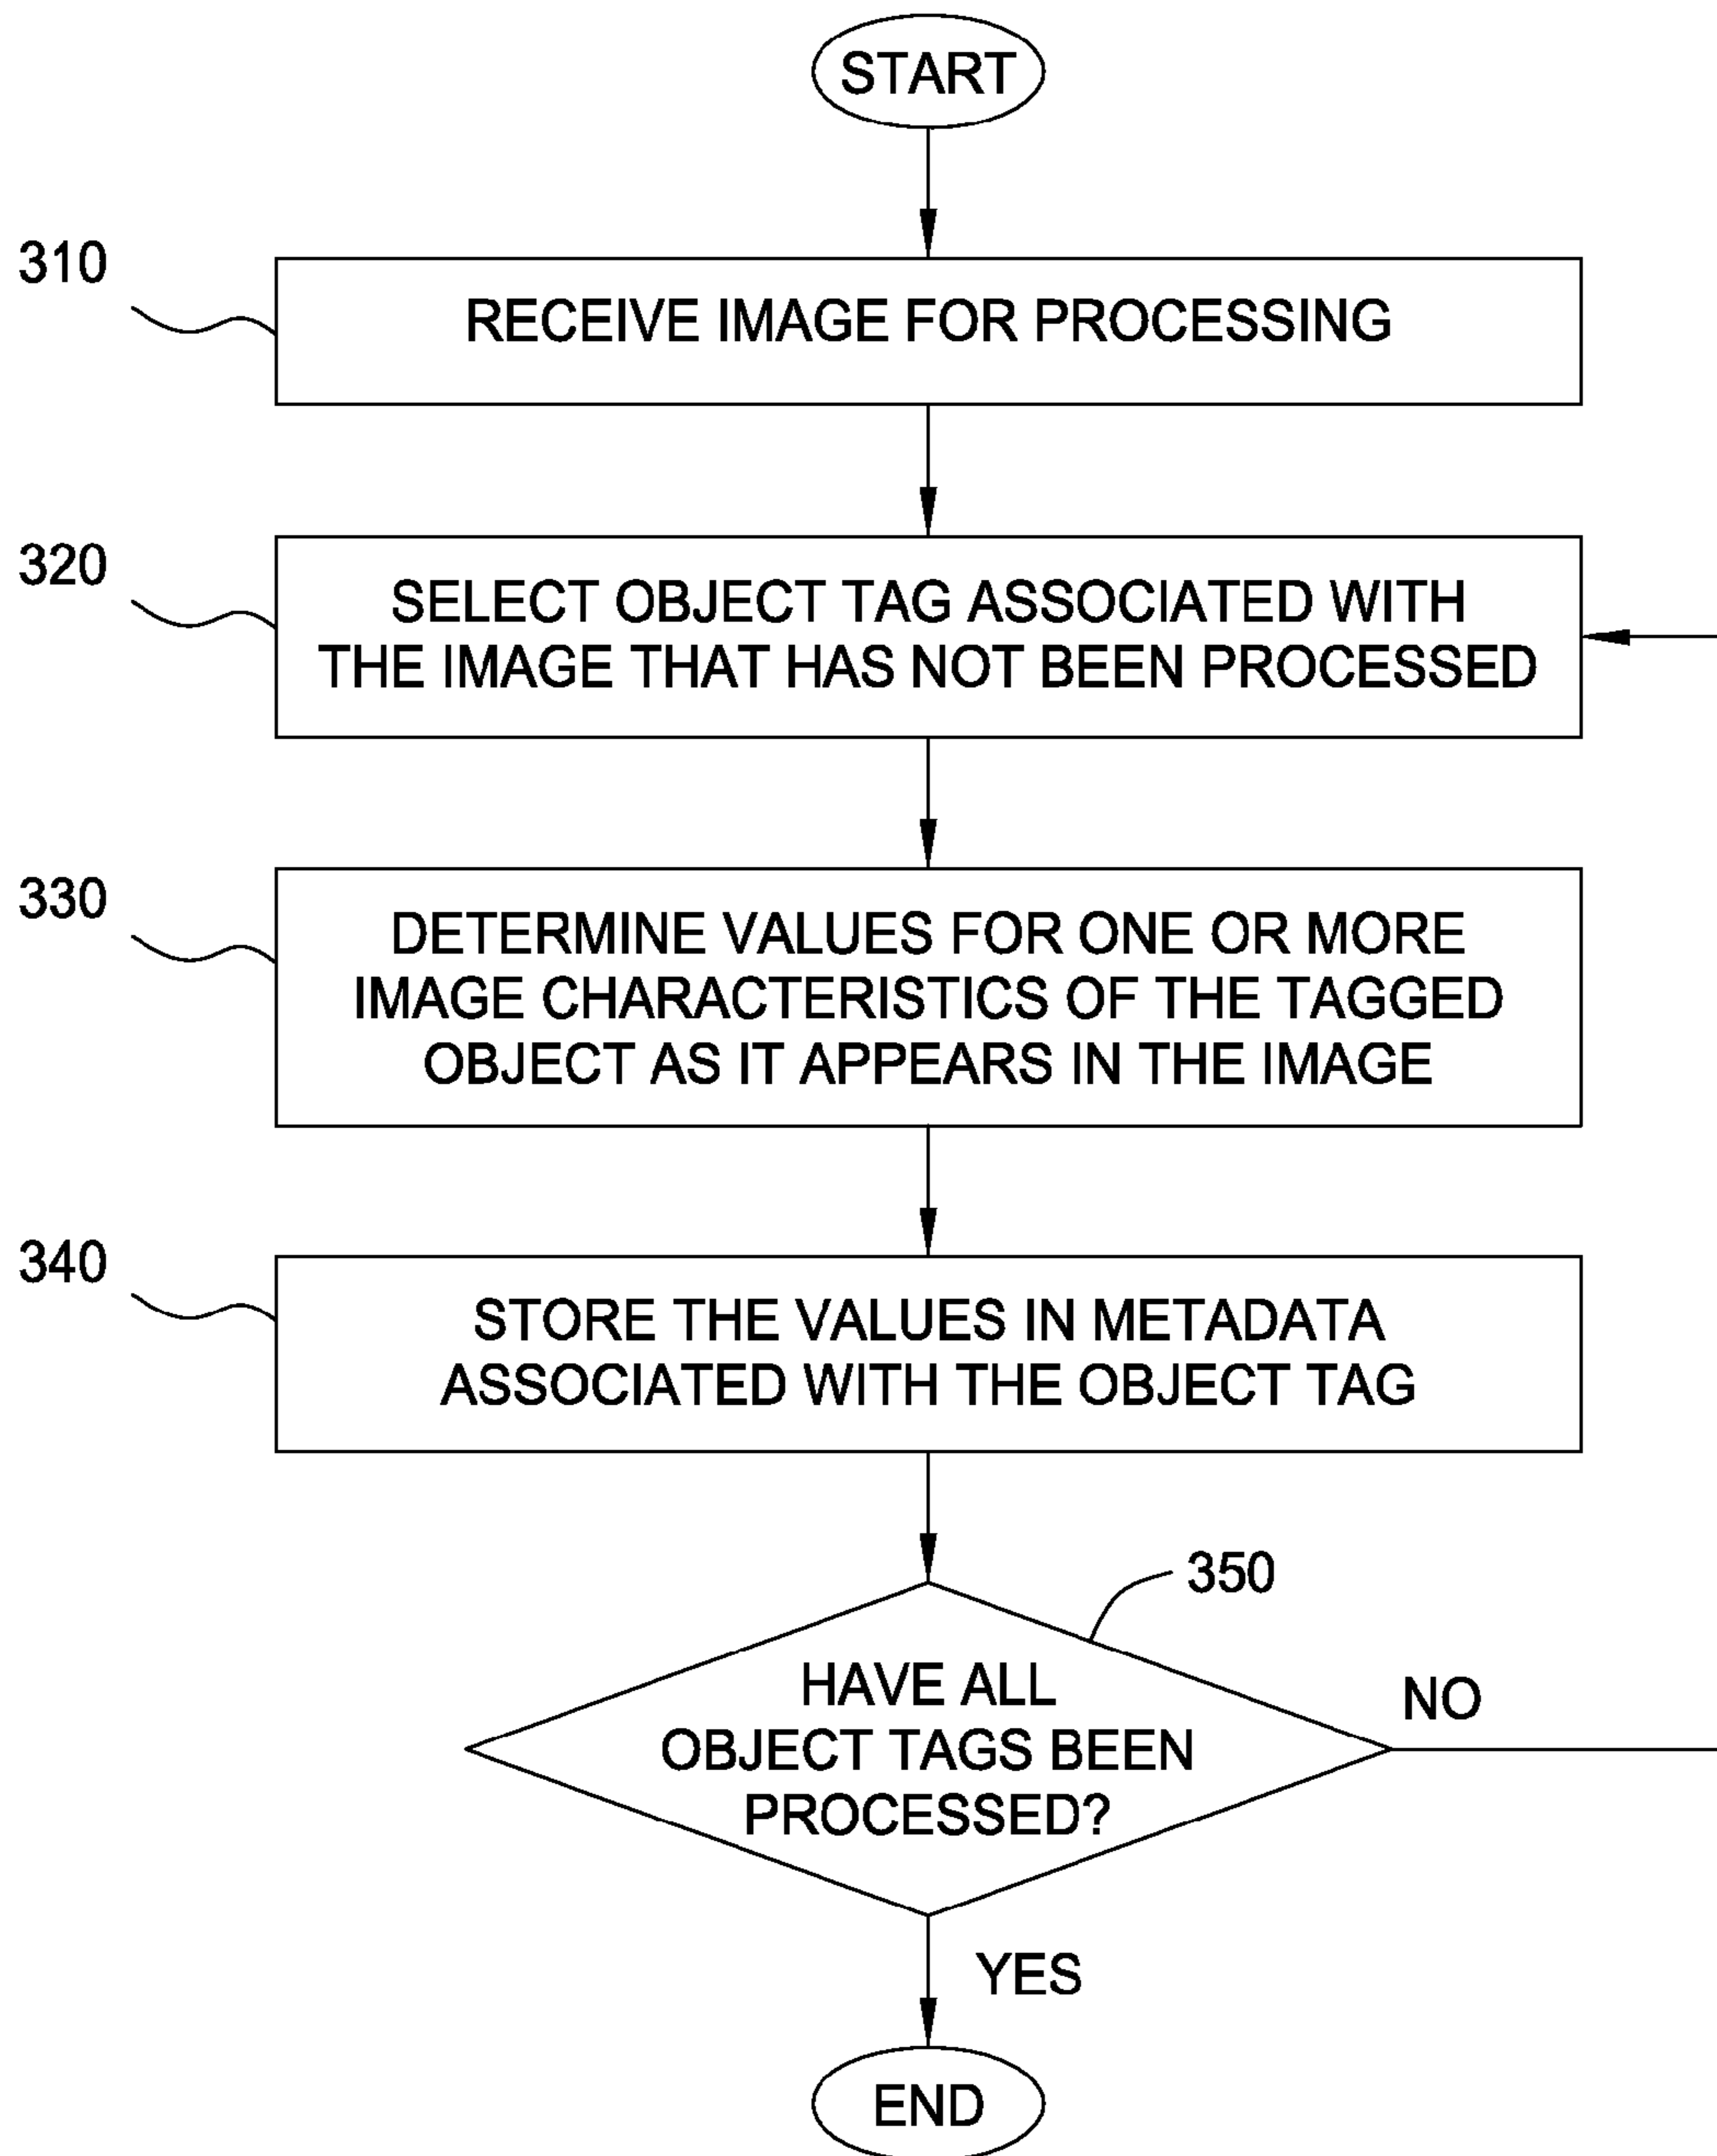 START
310
RECEIVE IMAGE FOR PROCESSING
320
SELECT OBJECT TAG ASSOCIATED WITH
THE IMAGE THAT HAS NOT BEEN PROCESSED
330
DETERMINE VALUES FOR ONE OR MORE
IMAGE CHARACTERISTICS OF THE TAGGED
OBJECT AS IT APPEARS IN THE IMAGE
340
STORE THE VALUES IN METADATA
ASSOCIATED WITH THE OBJECT TAG
350
HAVE ALL
OBJECT TAGS BEEN
PROCESSED?
NO
YES
END